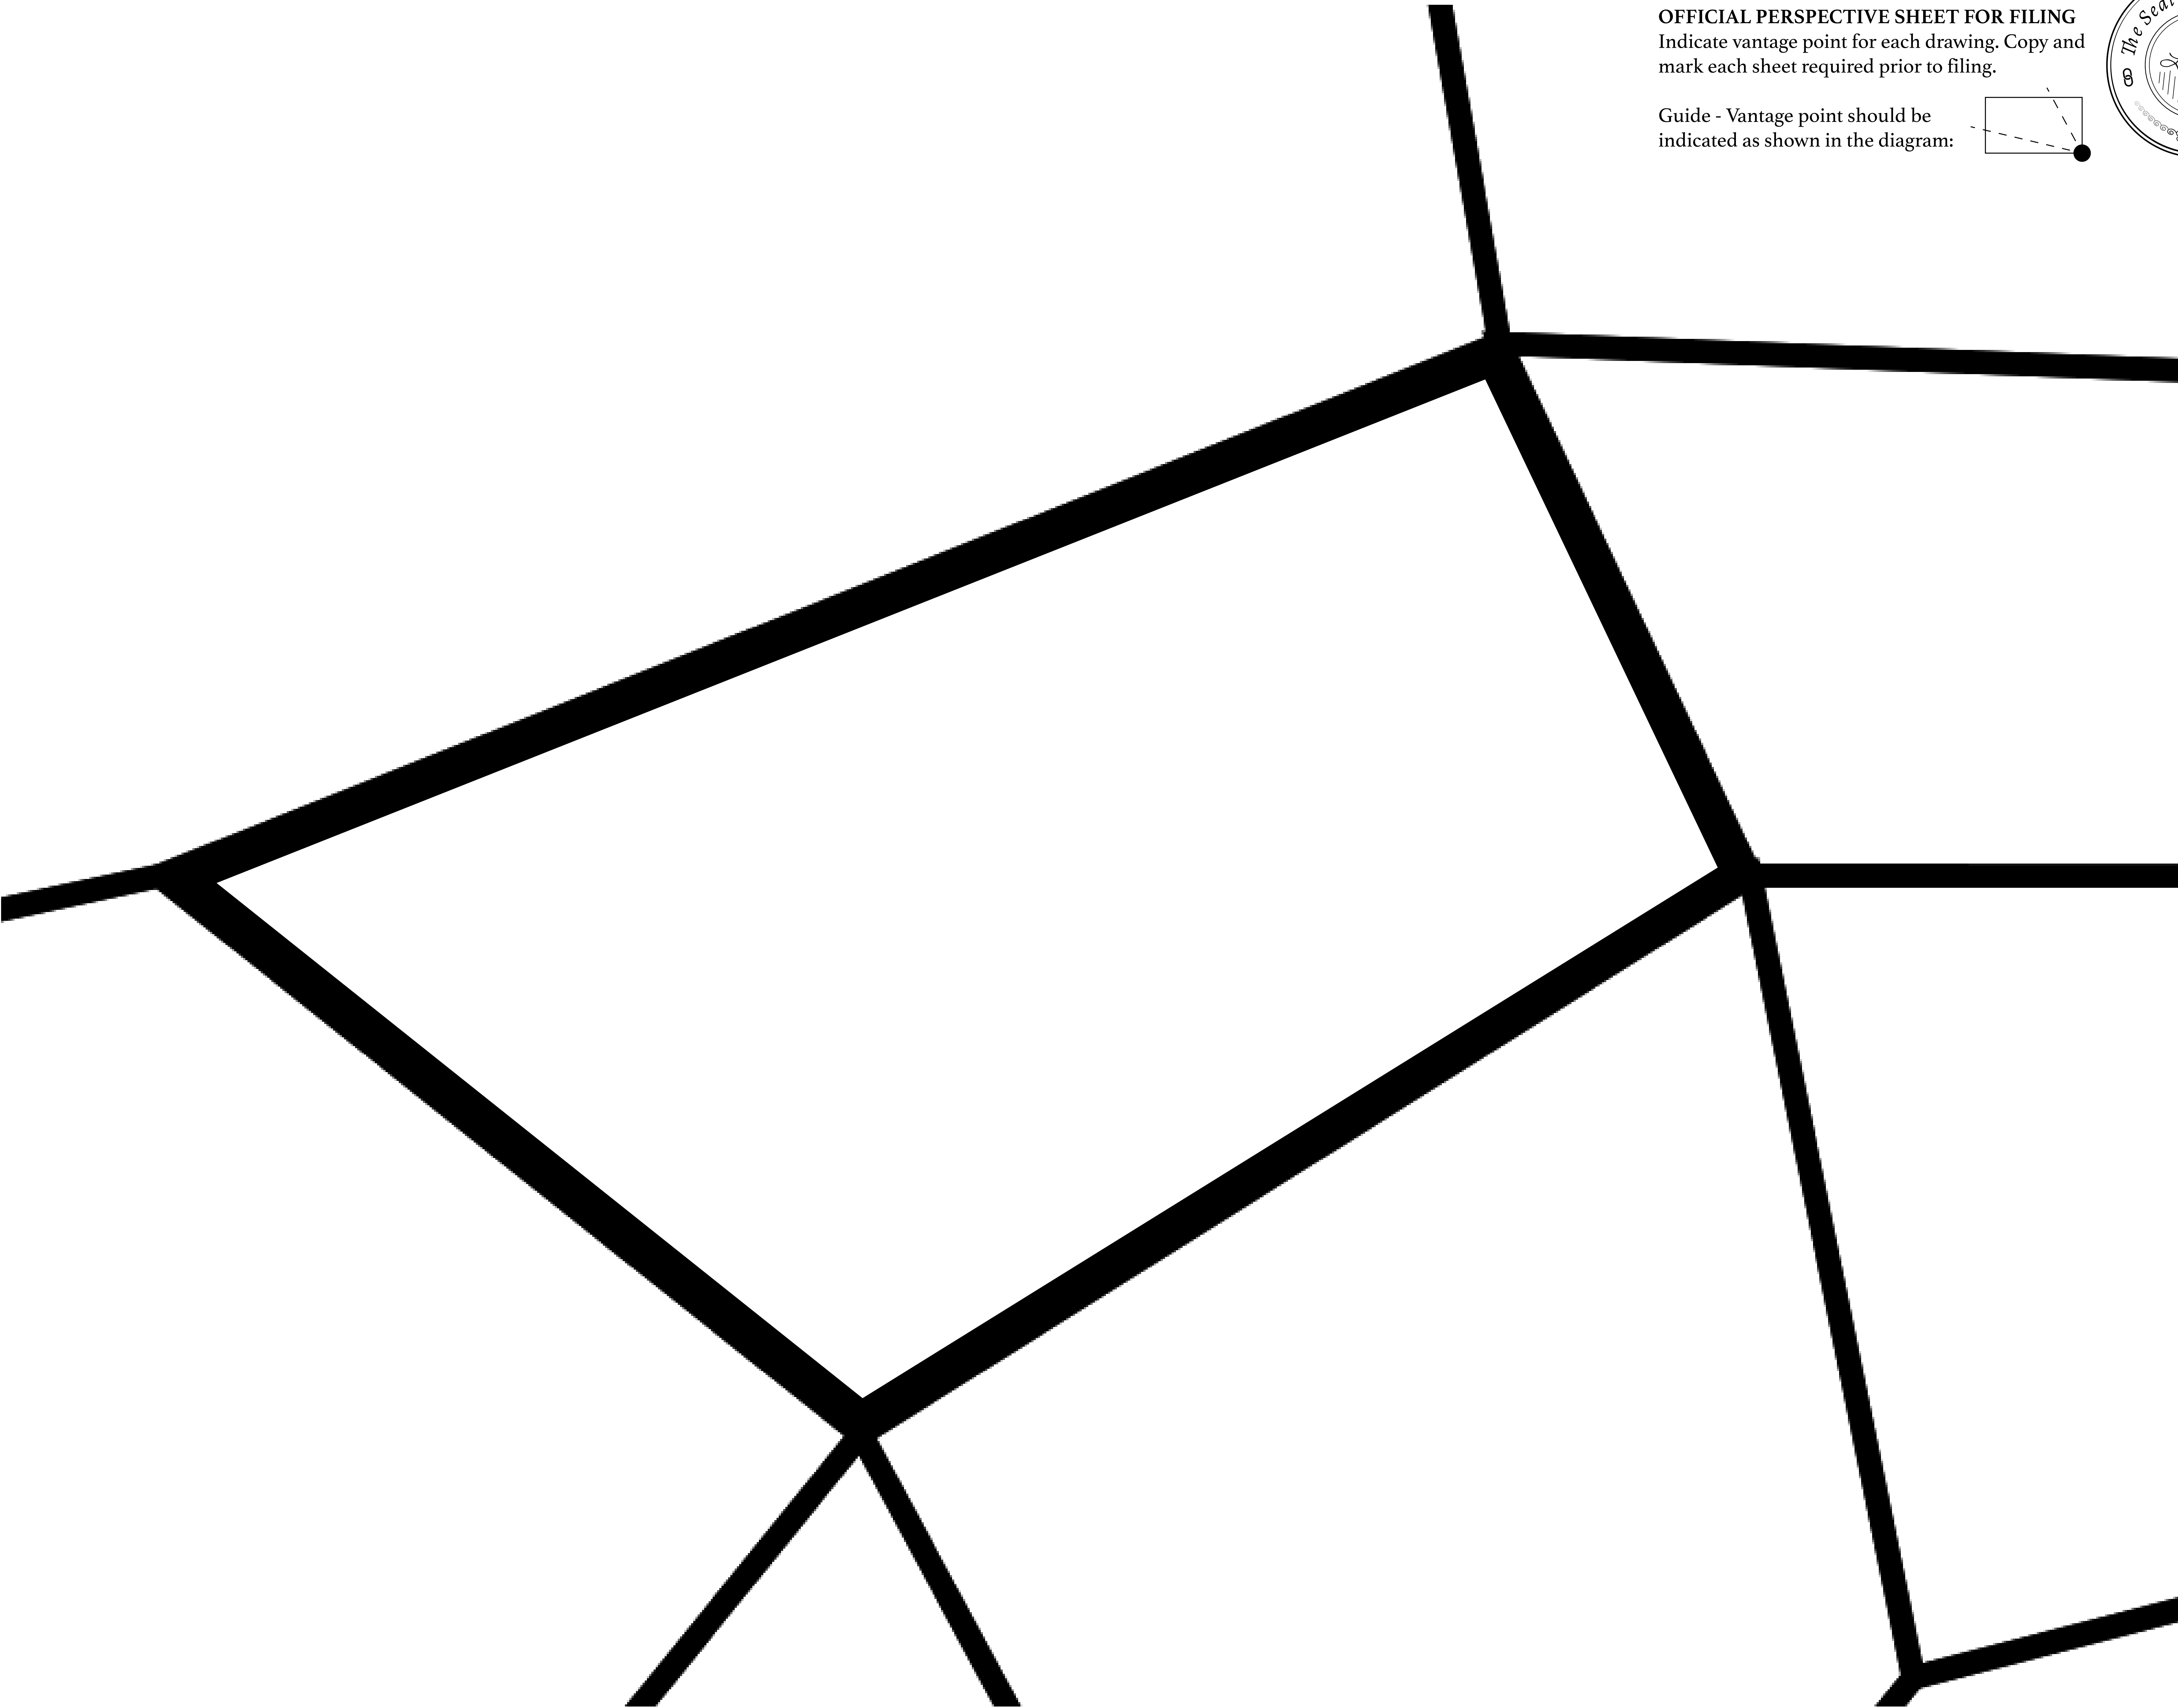 OFFICIAL PERSPECTIVE SHEET FOR FILING
Indicate vantage point for each drawing. Copy and
mark each sheet required prior to filing.
Guide - Vantage point should be
indicated as shown in the diagram:
The Seal